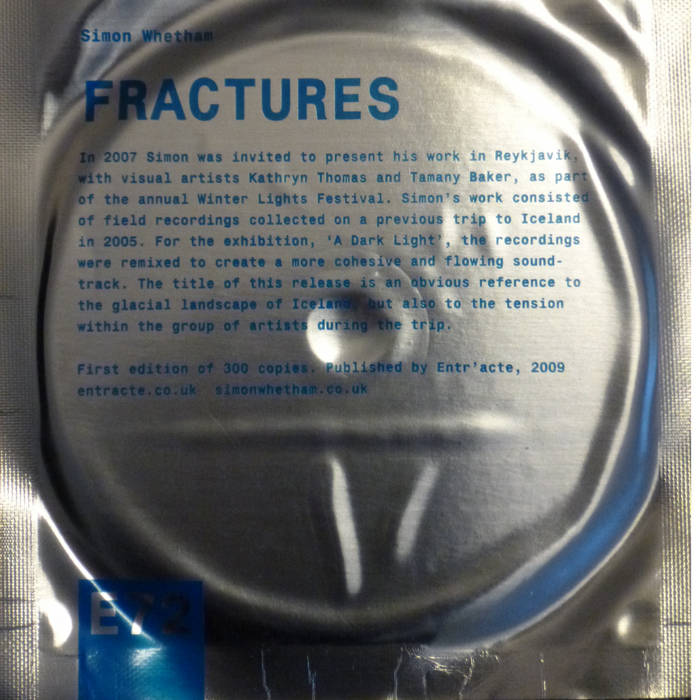 Simon Whetham
FRACTURES
In 2007 Simon was invited to present his work in Reykjavik,
with visual artists Kathryn Thomas and Tamany Baker, as part
of the annual Winter Lights Festival. Simon's work consisted
of field recordings collected on a previous trip to Iceland
in 2005. For the exhibition, 'A Dark Light', the recordings
were remixed to create a more cohesive and flowing sound-
track. The title of this release is an obvious reference to
the glacial landscape of Iceland, but also to the tension
within the group of artists during the trip.
First edition of 300 copies. Published by Entr'acte, 2009
entracte.co.uk simonwhetham.co.uk
E72